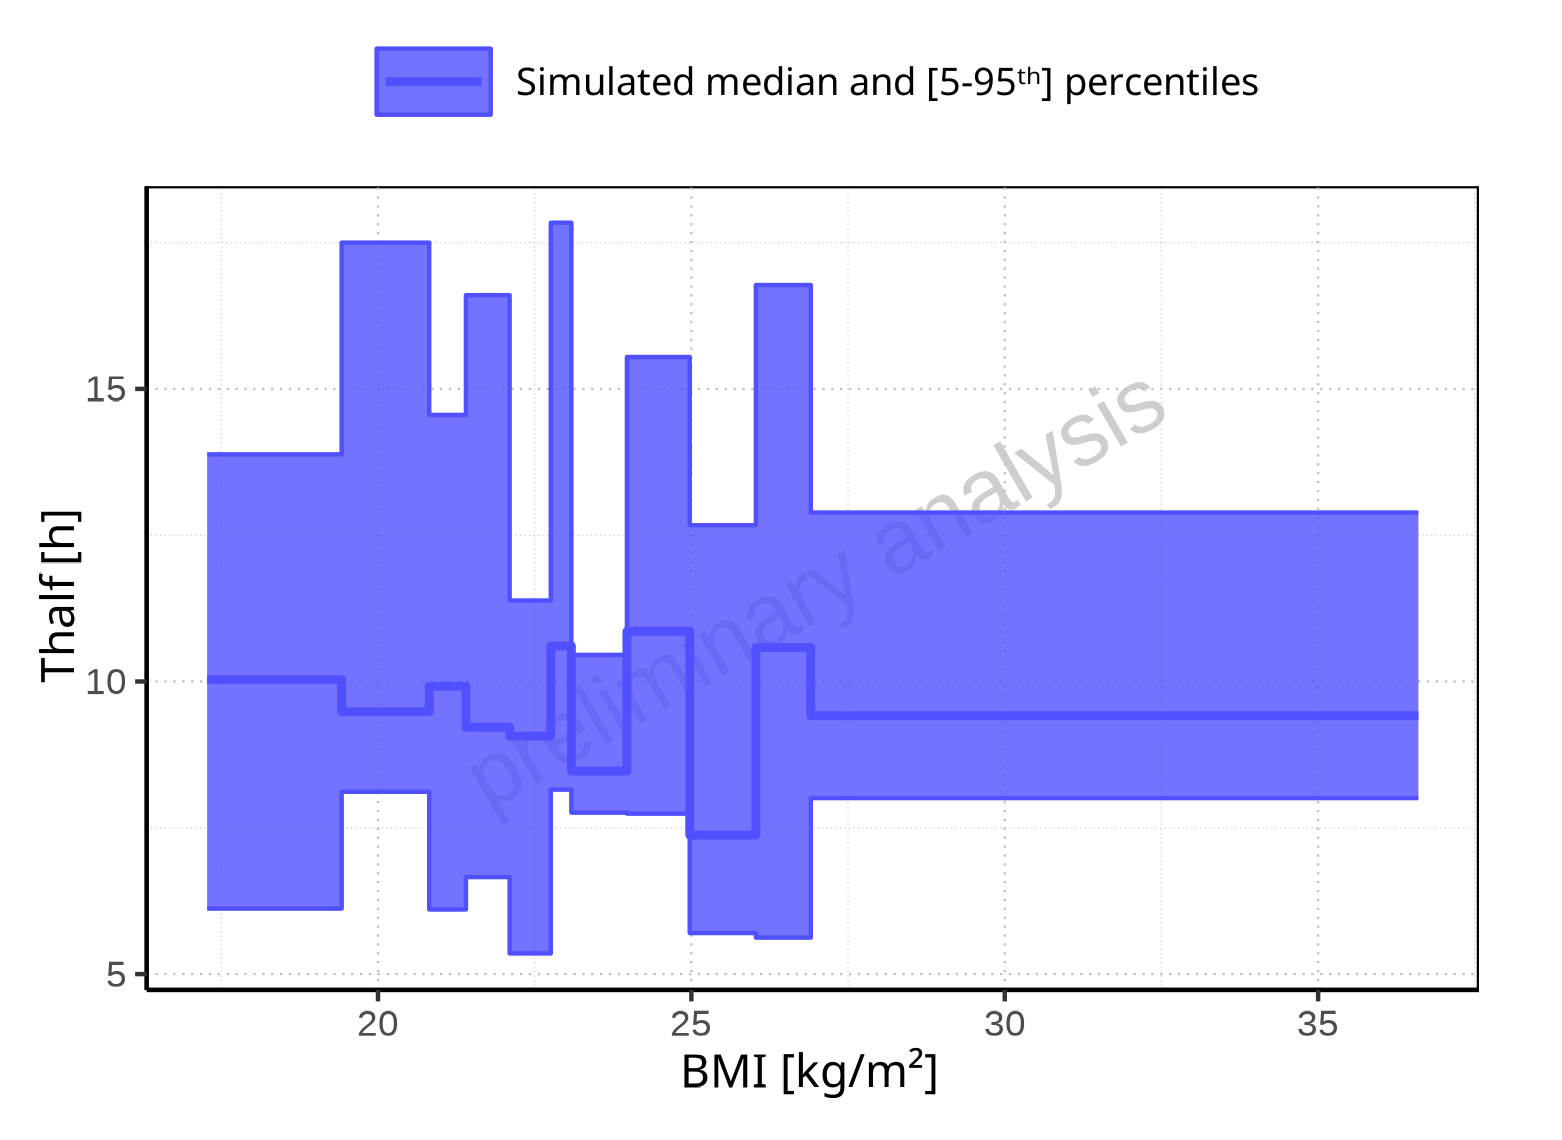 Simulated median and [5-95ᵗʰ] percentiles
Thalf [h]
15
10
5
preliminary analysis
20 25 30 35
BMI [kg/m²]